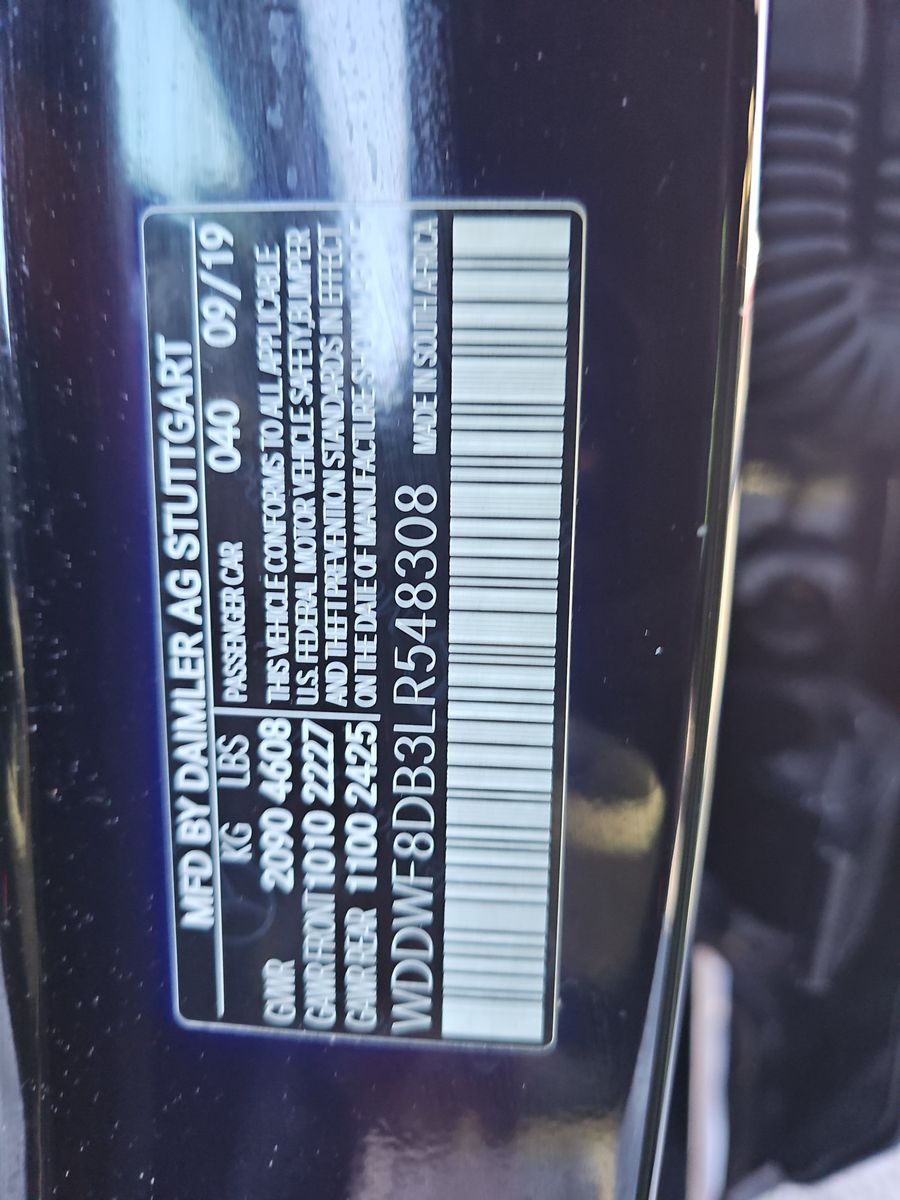 MFD BY DAIMLER AG STUTTGART
KG LBS PASSENGER CAR 040 09/19
GVWR 2090 4608 THIS VEHICLE CONFORMS TO ALL APPLICABLE
GAWR FRONT 1010 2227 U.S. FEDERAL MOTOR VEHICLE SAFETY, BUMPER
GAWR REAR 1100 2425 AND THEFT PREVENTION STANDARDS IN EFFECT
ON THE DATE OF MANUFACTURE SHOWN ABOVE
WDDWF8DB3LR548308 MADE IN SOUTH AFRICA